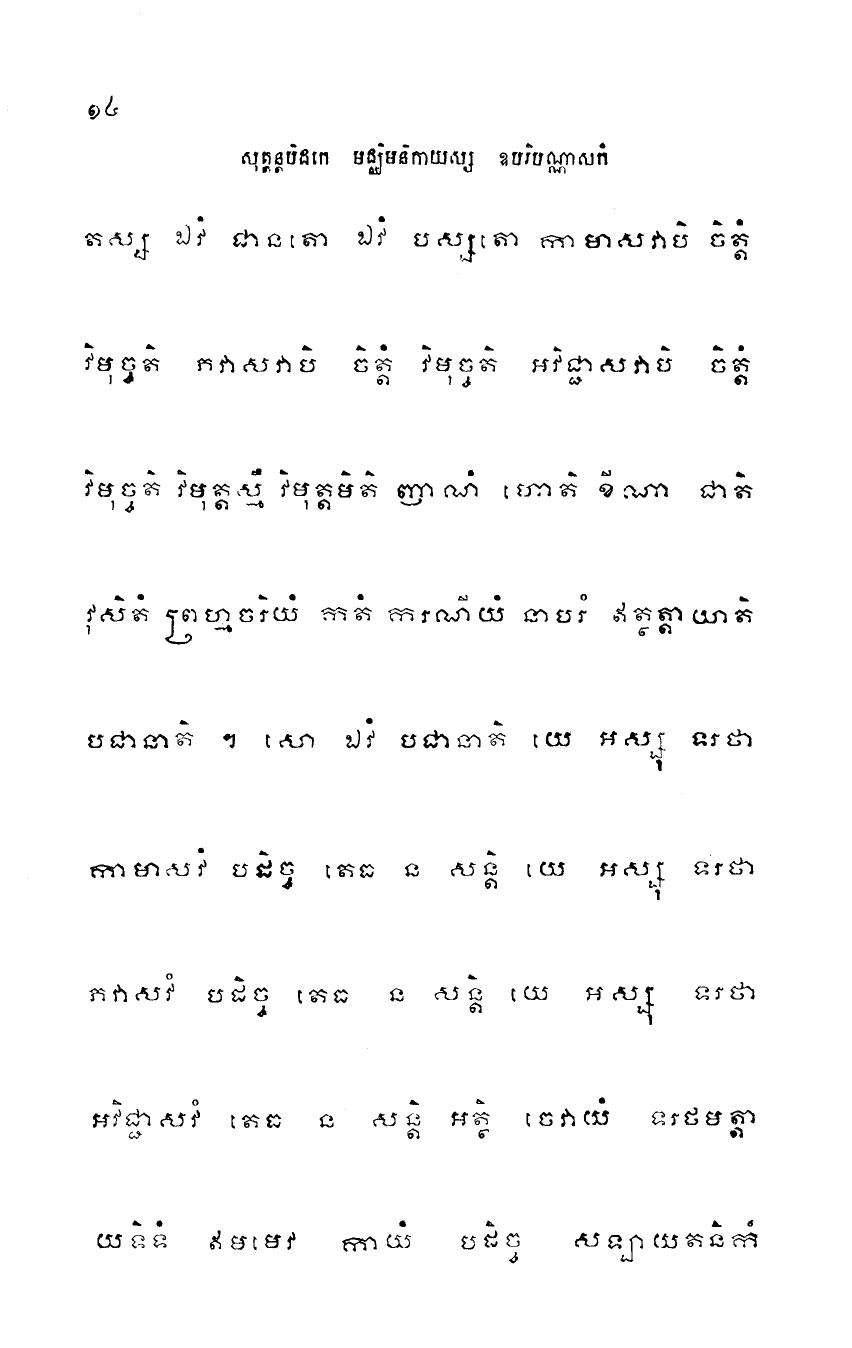 ១៤
សុត្តន្តបិដកេ មជ្ឈិមនិកាយស្ស ឧបរិបណ្ណាសកំ
តស្ស ឯវំ ជានតោ ឯវំ បស្សតោ កាមាសវាបិ ចិត្តំ
វិមុច្ចតិ ភវាសវាបិ ចិត្តំ វិមុច្ចតិ អវិជ្ជាសវាបិ ចិត្តំ
វិមុច្ចតិ វិមុត្តស្មឹ វិមុត្តមិតិ ញាណំ ហោតិ ខីណា ជាតិ
វុសិតំ ព្រហ្មចរិយំ កតំ ករណីយំ នាបរំ ឥត្ថត្តាយាតិ
បជានាតិ ។ សោ ឯវំ បជានាតិ យេ អស្សុ ទរថា
កាមាសវំ បដិច្ច តេធ ន សន្តិ យេ អស្សុ ទរថា
ភវាសវំ បដិច្ច តេធ ន សន្តិ យេ អស្សុ ទរថា
អវិជ្ជាសវំ តេធ ន សន្តិ អត្ថិ ចេវាយំ ទរថមត្តា
យទិទំ ឥមមេវ កាយំ បដិច្ច សឡាយតនិកំ